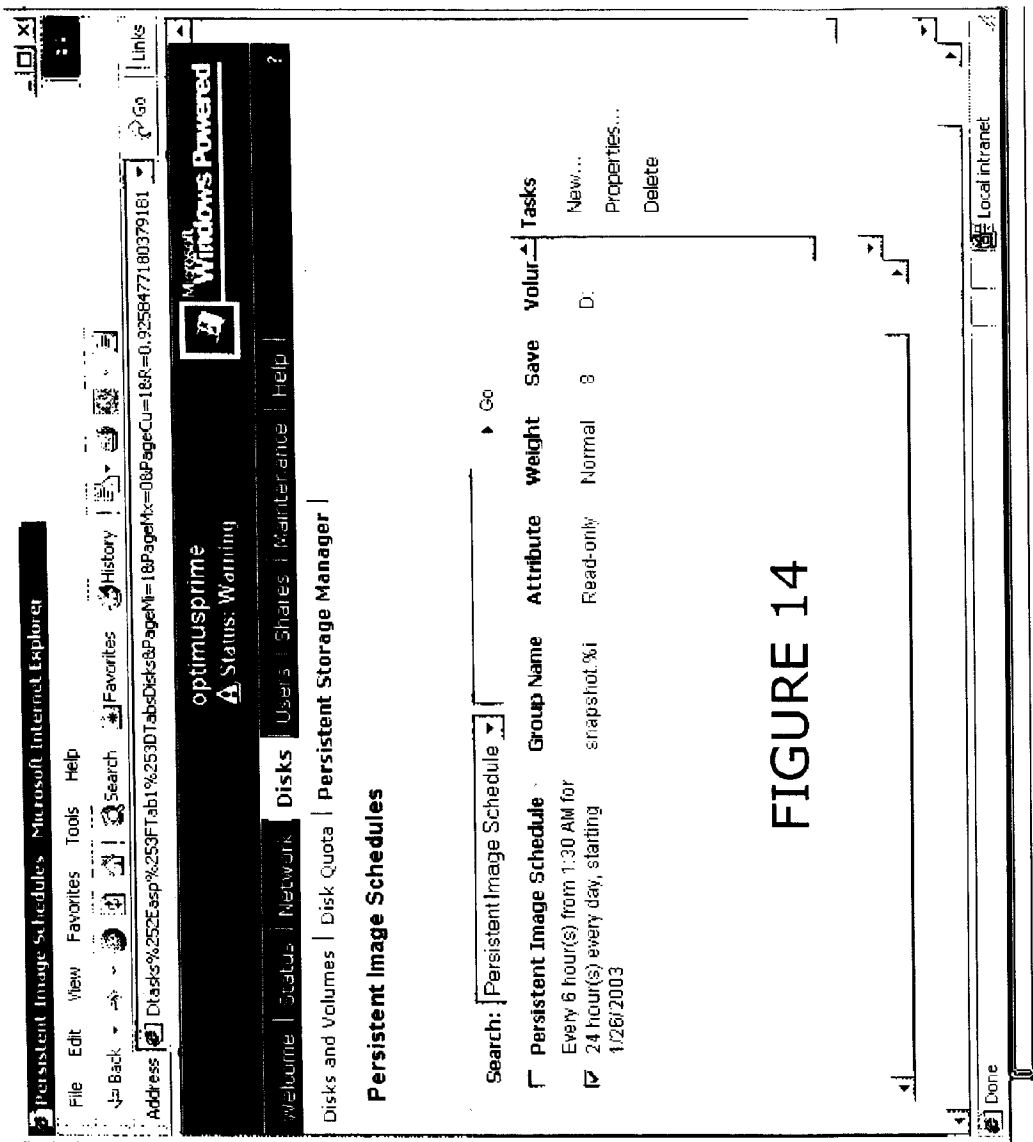 Persistent Image Schedules Microsoft Internet Explorer
File Edit View Favorites Tools Help
Back Search Favorites History
Address Dtasks%252Easp%253FTab1%253DTabsDisks&PageMi=1&PageMx=0&PageCu=1&R=0.9258477180379181 Go Links
optimusprime
Status: Warning
Microsoft
Windows Powered
Welcome | Status | Network | Disks | Users | Shares | Maintenance | Help | ?
Disks and Volumes | Disk Quota | Persistent Storage Manager |
Persistent Image Schedules
Search: Persistent Image Schedule Go
Persistent Image Schedule Group Name Attribute Weight Save Volur Tasks
Every 6 hour(s) from 1:30 AM for
24 hour(s) every day, starting
1/26/2003
snapshot.%i Read-only Normal 8 D:
New...
Properties...
Delete
FIGURE 14
Done Local intranet